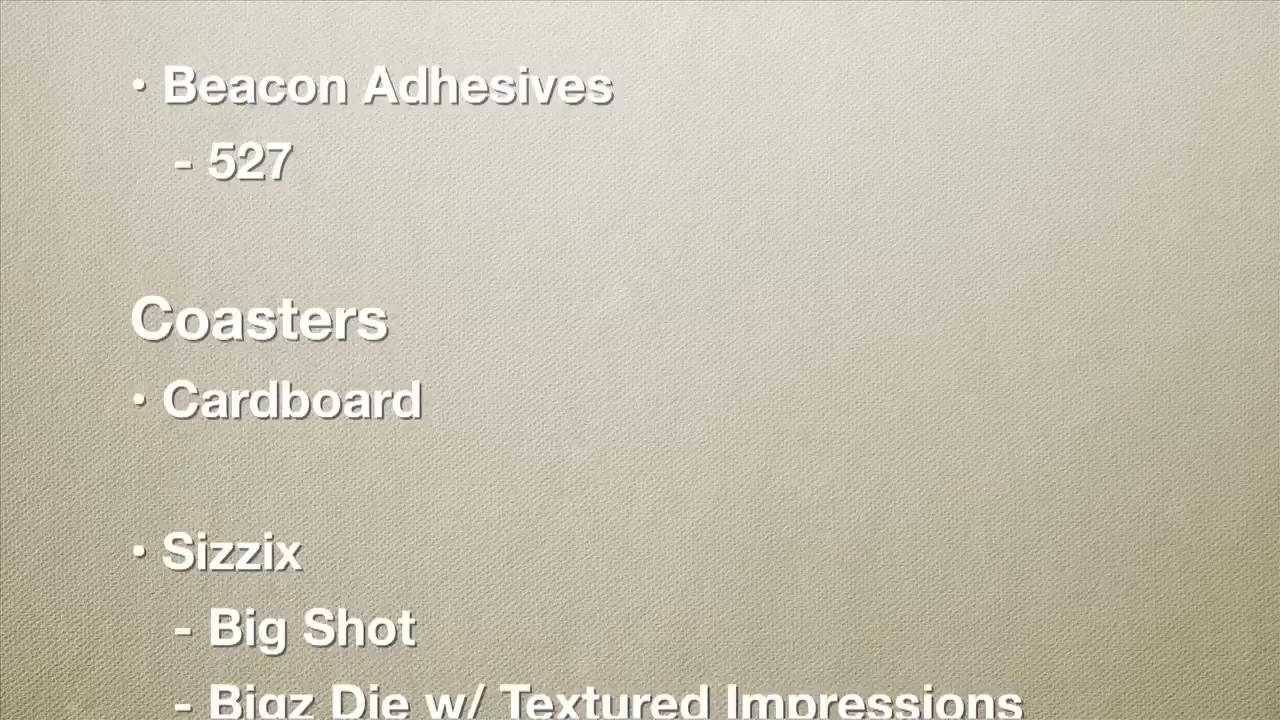 • Beacon Adhesives
- 527
Coasters
• Cardboard
• Sizzix
- Big Shot
- Bigz Die w/ Textured Impressions